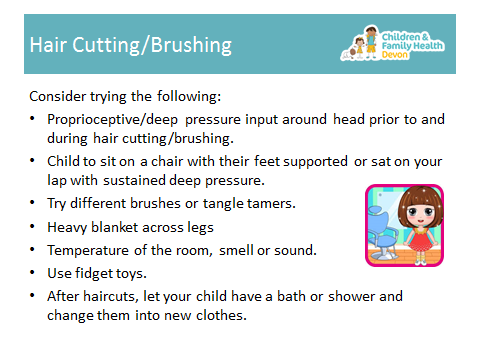 Hair Cutting/Brushing
Children &
Family Health
Devon
Consider trying the following:
• Proprioceptive/deep pressure input around head prior to and
during hair cutting/brushing.
• Child to sit on a chair with their feet supported or sat on your
lap with sustained deep pressure.
• Try different brushes or tangle tamers.
• Heavy blanket across legs
• Temperature of the room, smell or sound.
• Use fidget toys.
• After haircuts, let your child have a bath or shower and
change them into new clothes.